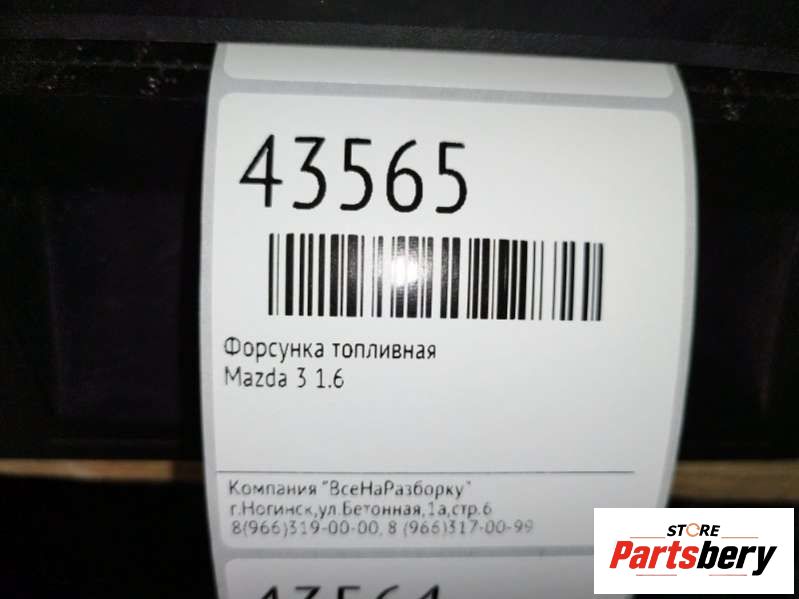 43565
Форсунка топливная
Mazda 3 1.6
Компания "ВсеНаРазборку"
г.Ногинск,ул.Бетонная,1а,стр.6
8(966)319-00-00, 8 (966)317-00-99
43564
STORE
Partsbery